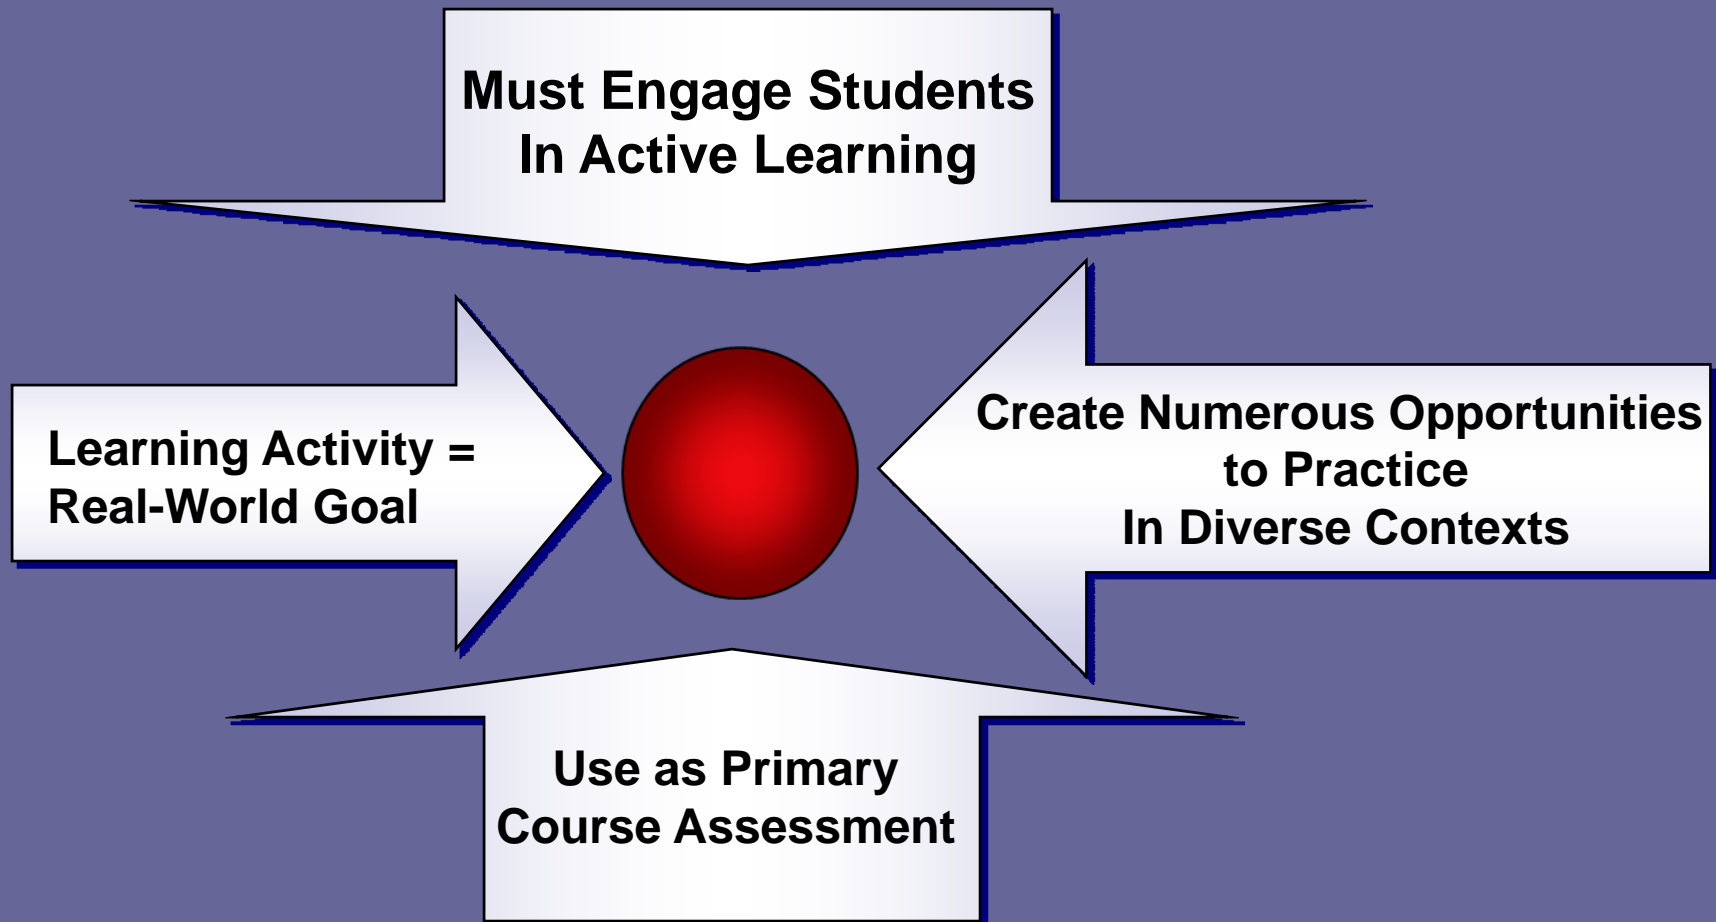 Must Engage Students
In Active Learning
Learning Activity =
Real-World Goal
Create Numerous Opportunities
to Practice
In Diverse Contexts
Use as Primary
Course Assessment